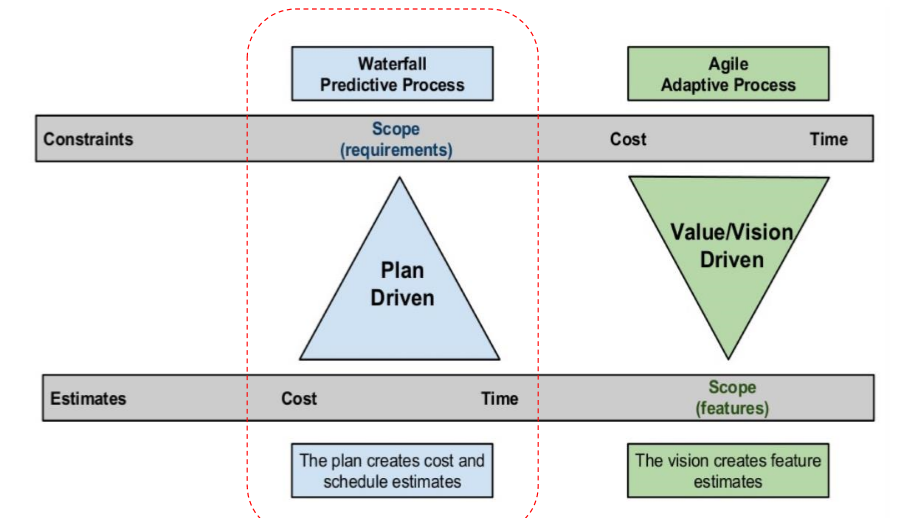 Waterfall
Predictive Process
Agile
Adaptive Process
Constraints
Scope
(requirements)
Cost
Time
Plan
Driven
Value/Vision
Driven
Estimates
Cost
Time
Scope
(features)
The plan creates cost and
schedule estimates
The vision creates feature
estimates